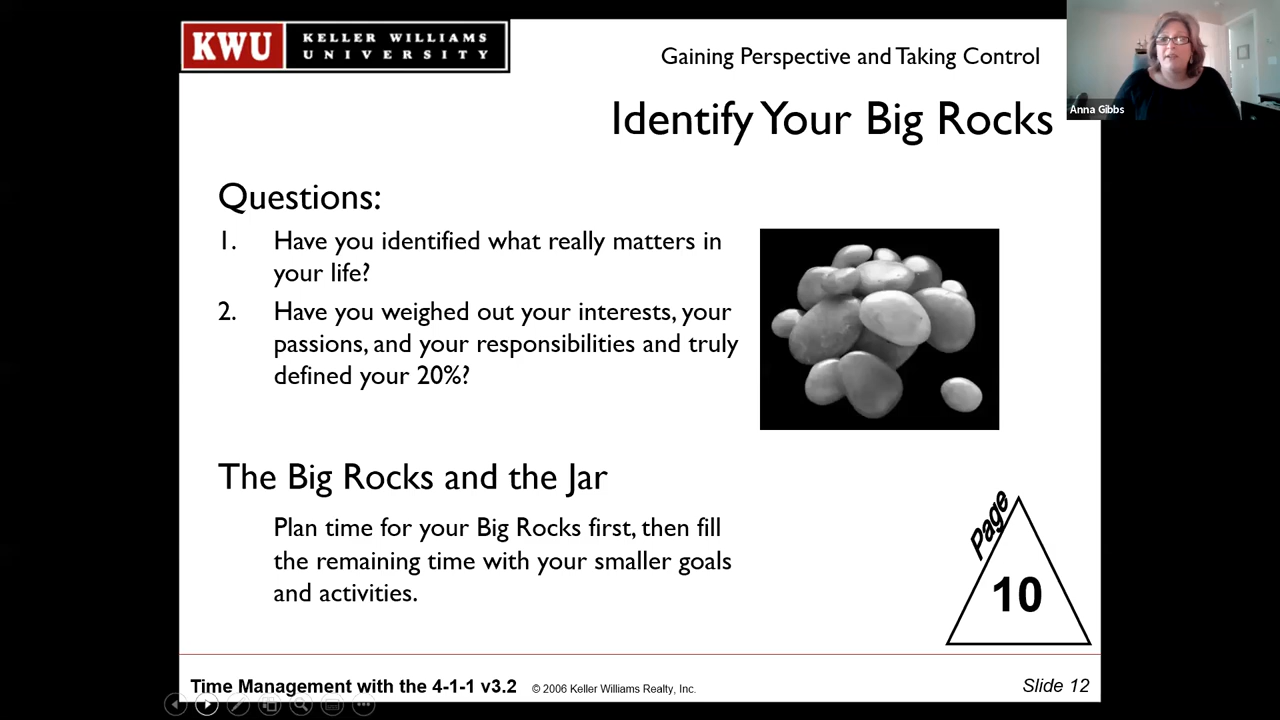 KWU KELLER WILLIAMS
UNIVERSITY
Gaining Perspective and Taking Control
Anna Gibbs
Identify Your Big Rocks
Questions:
1. Have you identified what really matters in
your life?
2. Have you weighed out your interests, your
passions, and your responsibilities and truly
defined your 20%?
The Big Rocks and the Jar
Plan time for your Big Rocks first, then fill
the remaining time with your smaller goals
and activities.
Page
10
Time Management with the 4-1-1 v3.2 © 2006 Keller Williams Realty, Inc. Slide 12